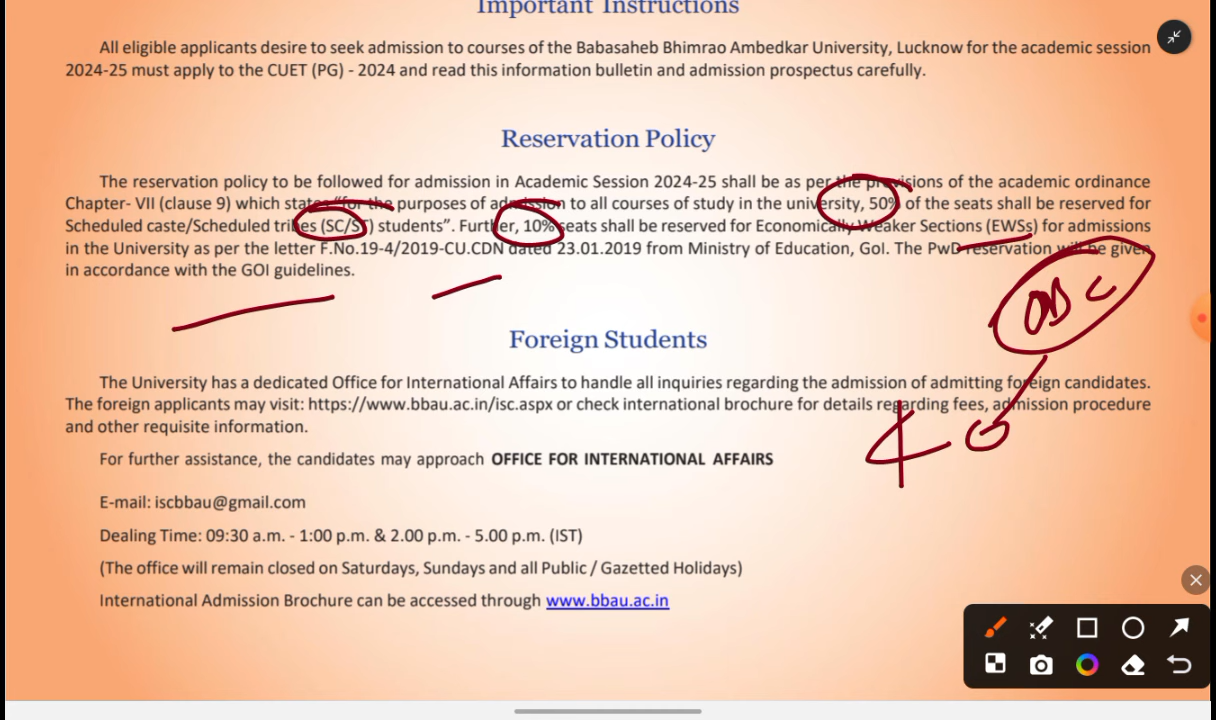 Important Instructions
All eligible applicants desire to seek admission to courses of the Babasaheb Bhimrao Ambedkar University, Lucknow for the academic session
2024-25 must apply to the CUET (PG) - 2024 and read this information bulletin and admission prospectus carefully.
Reservation Policy
The reservation policy to be followed for admission in Academic Session 2024-25 shall be as per the provisions of the academic ordinance
Chapter- VII (clause 9) which states "for the purposes of admission to all courses of study in the university, 50% of the seats shall be reserved for
Scheduled caste/Scheduled tribes (SC/ST) students". Further, 10% seats shall be reserved for Economically Weaker Sections (EWSs) for admissions
in the University as per the letter F.No.19-4/2019-CU.CDN dated 23.01.2019 from Ministry of Education, GoI. The PwD reservation will be given
in accordance with the GOI guidelines.
OBC
40
Foreign Students
The University has a dedicated Office for International Affairs to handle all inquiries regarding the admission of admitting foreign candidates.
The foreign applicants may visit: https://www.bbau.ac.in/isc.aspx or check international brochure for details regarding fees, admission procedure
and other requisite information.
For further assistance, the candidates may approach OFFICE FOR INTERNATIONAL AFFAIRS
E-mail: iscbbau@gmail.com
Dealing Time: 09:30 a.m. - 1:00 p.m. & 2.00 p.m. - 5.00 p.m. (IST)
(The office will remain closed on Saturdays, Sundays and all Public / Gazetted Holidays)
International Admission Brochure can be accessed through www.bbau.ac.in